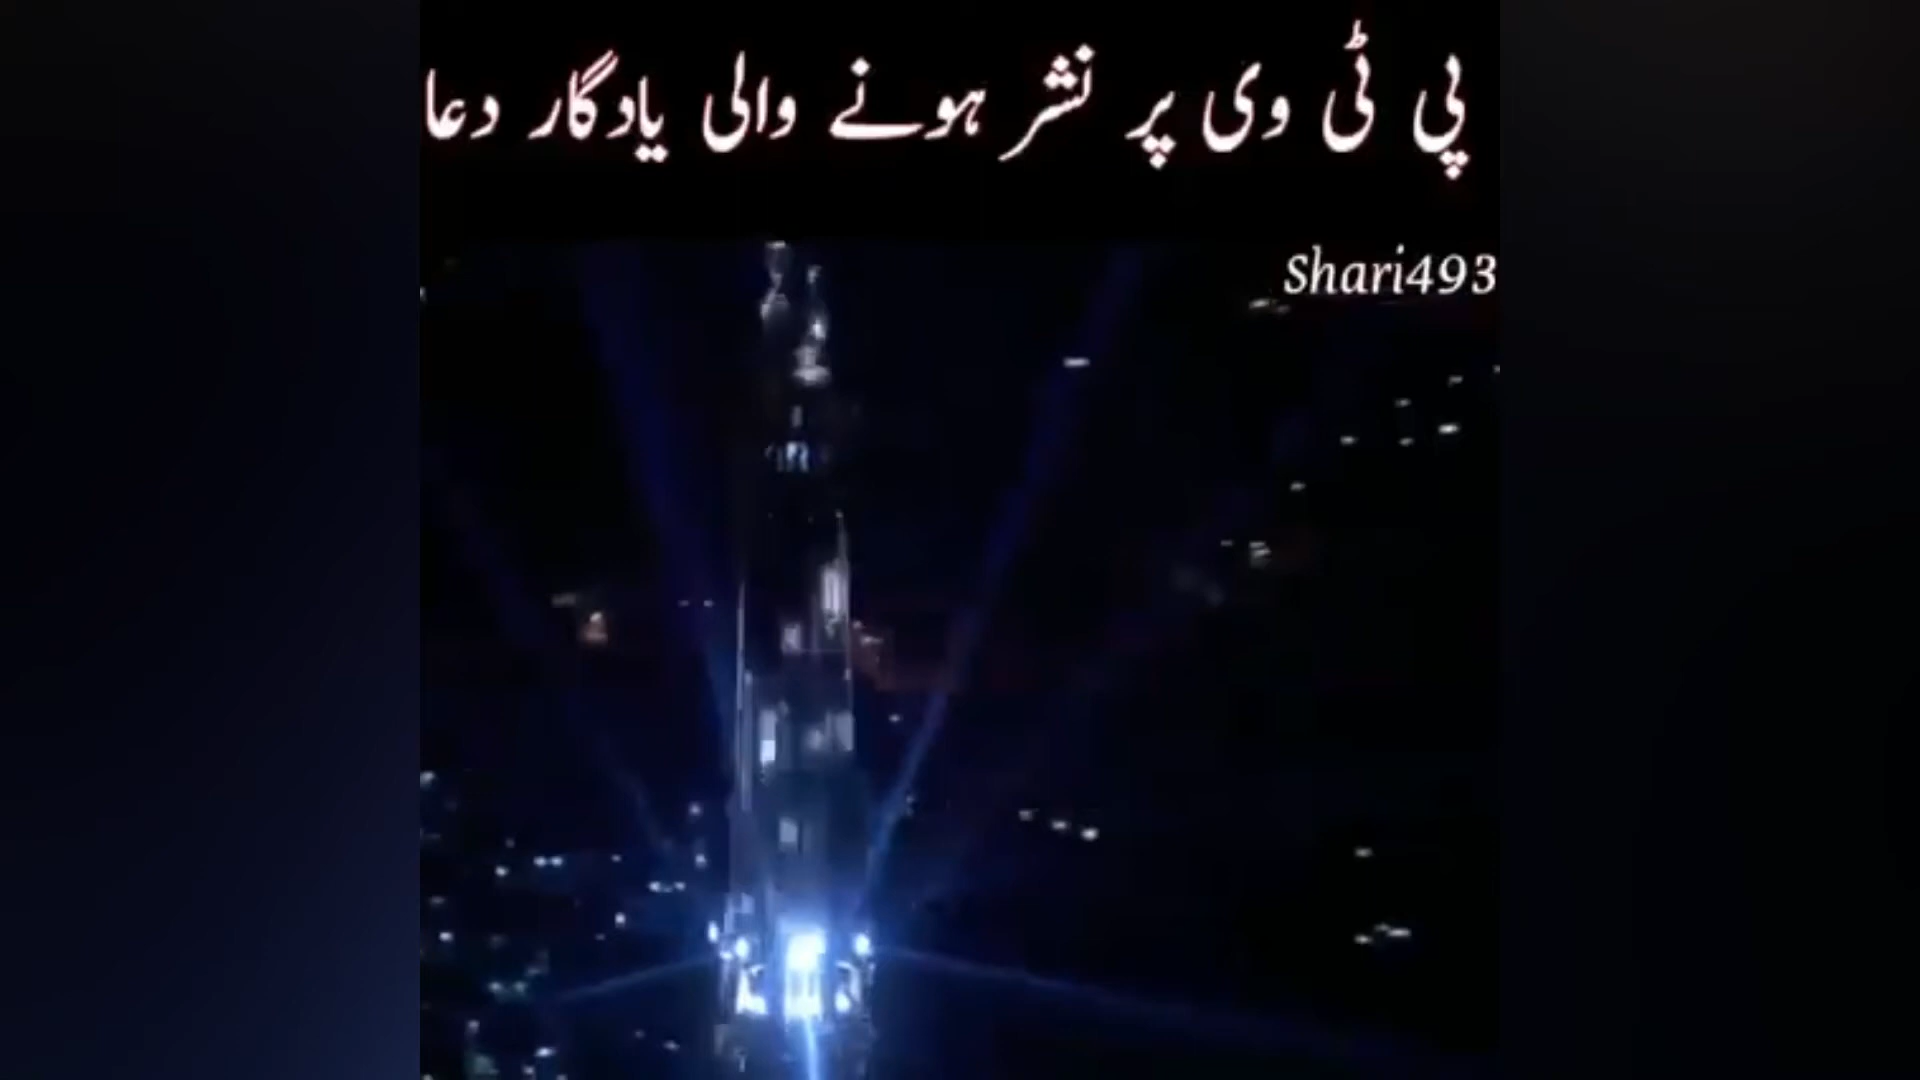 پی ٹی وی پر نشر ہونے والی یادگار دعا
Shari493